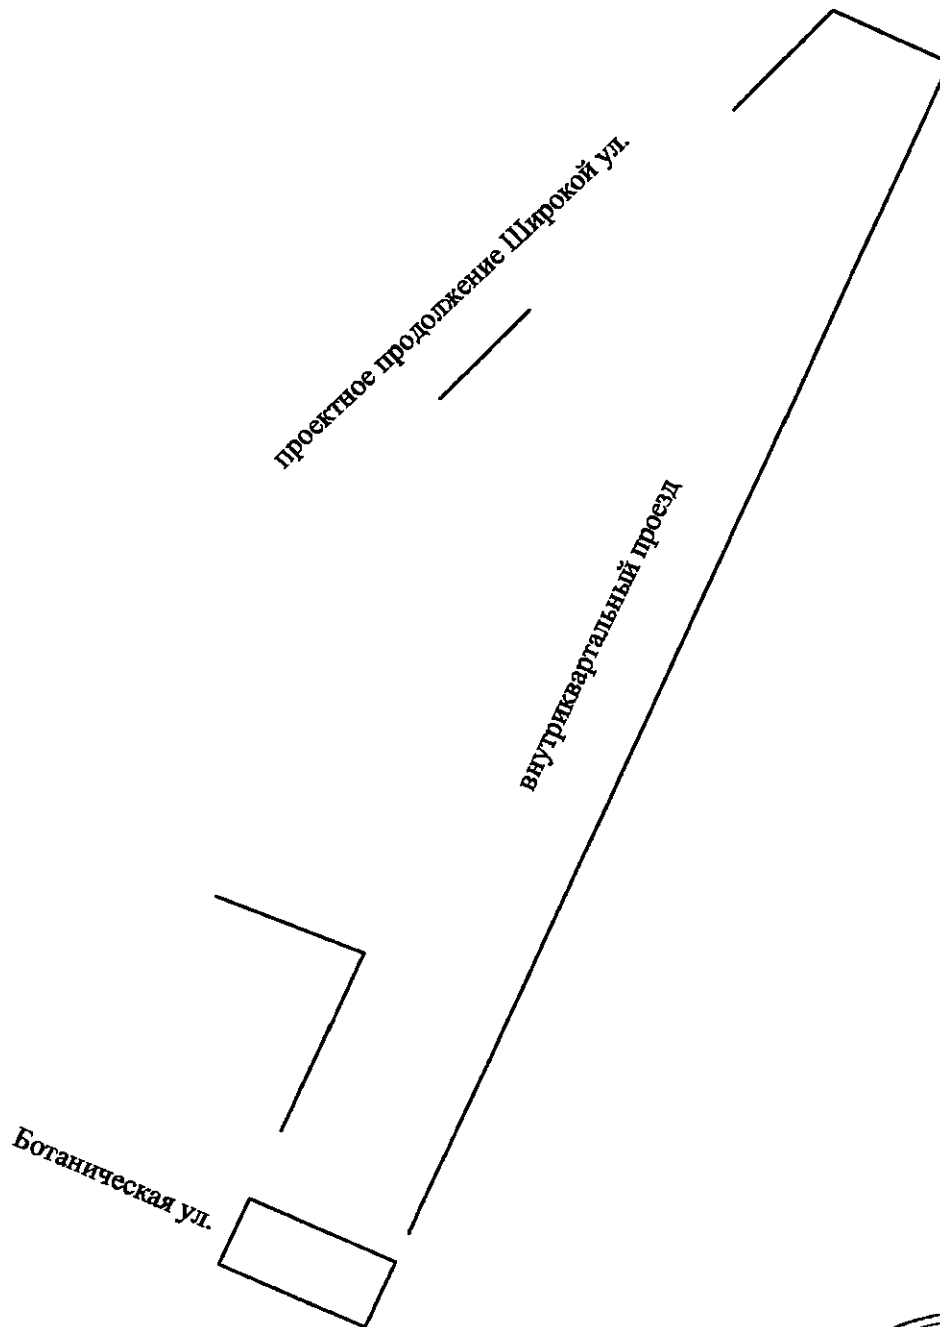 проектное продолжение Широкой ул.
внутриквартальный проезд
Ботаническая ул.